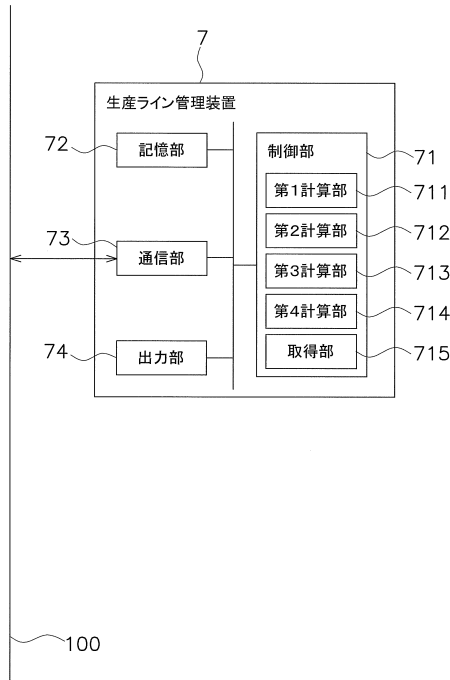 7
生産ライン管理装置
72
記憶部
制御部
71
第1計算部
711
73
第2計算部
712
通信部
第3計算部
713
第4計算部
714
74
出力部
取得部
715
100